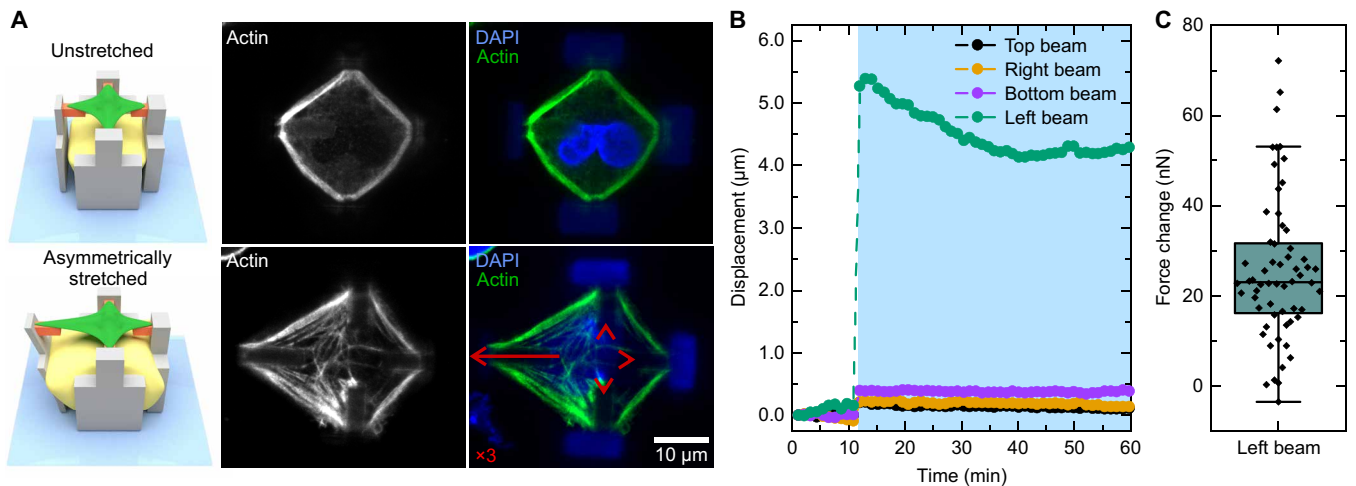 A
Unstretched
Actin
DAPI
Actin
Asymmetrically
stretched
Actin
DAPI
Actin
×3
10 µm
B
6.0
5.0
4.0
3.0
2.0
1.0
0.0
Displacement (µm)
Top beam
Right beam
Bottom beam
Left beam
0
10
20
30
40
50
60
Time (min)
C
80
60
40
20
0
Force change (nN)
Left beam